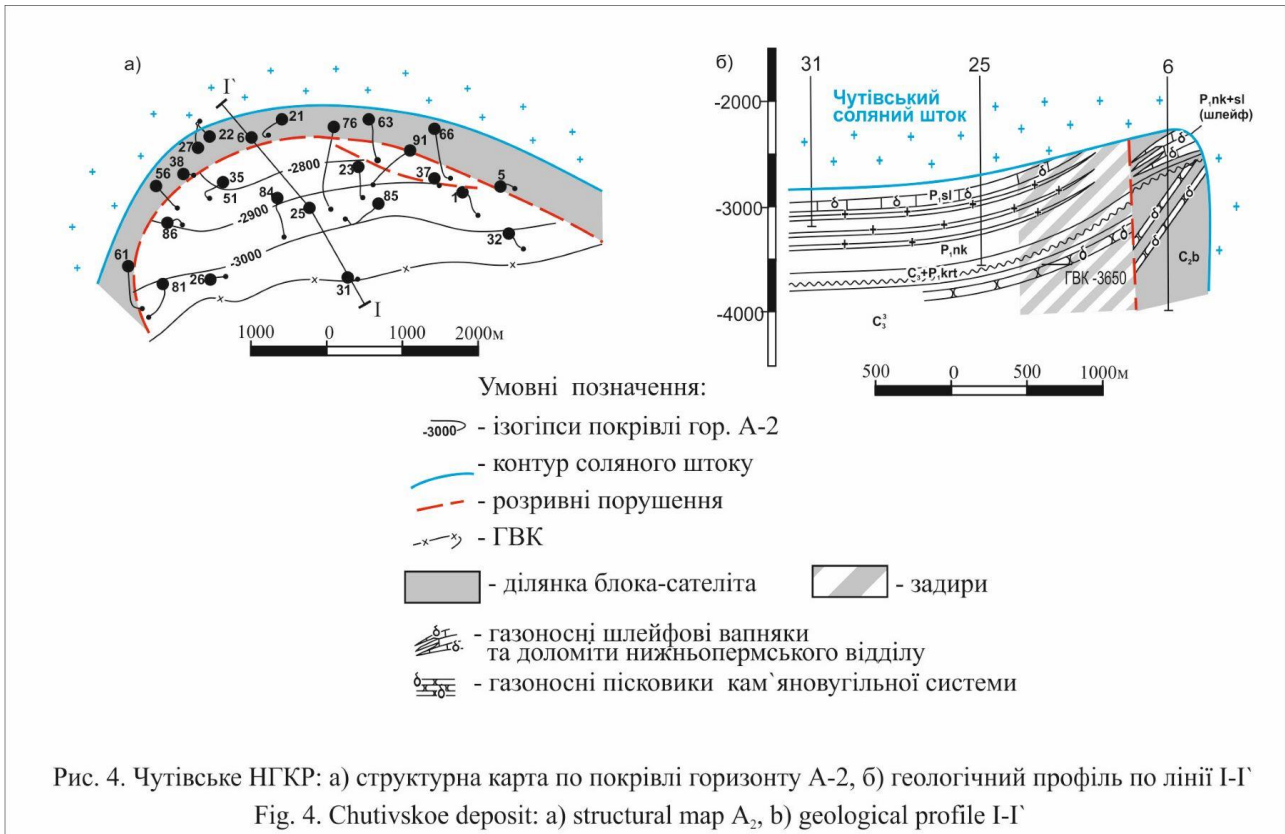 а)
I`
21
76
63
22
66
6
91
27
38
23
56
35
-2800
37
5
51
84
1
-2900
85
25
86
32
61
-3000
26
81
31
I
1000 0 1000 2000м
б)
31
25
6
-2000
-3000
-4000
Чутівський
соляний шток
P₁nk+sl
(шлейф)
P₁sl
P₁nk
C₃+P₁krt
ГВК -3650
C₂b
C₃³
500 0 500 1000м
Умовні позначення:
-3000 - ізогіпси покрівлі гор. А-2
- контур соляного штоку
- розривні порушення
- ГВК
- ділянка блока-сателіта
- задири
- газоносні шлейфові вапняки
та доломіти нижньопермського відділу
- газоносні пісковики кам`яновугільної системи
Рис. 4. Чутівське НГКР: а) структурна карта по покрівлі горизонту А-2, б) геологічний профіль по лінії I-I`
Fig. 4. Chutivskoe deposit: a) structural map A₂, b) geological profile I-I`